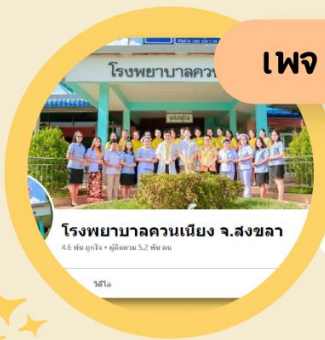 เพจ
โรงพยาบาลควน
โรงพยาบาลควนเนียง จ.สงขลา
4.6 พัน ถูกใจ • ผู้ติดตาม 5.2 พัน คน
วิดีโอ